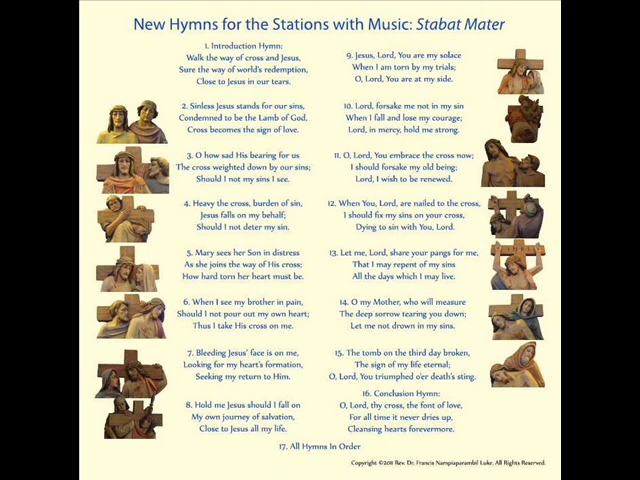 New Hymns for the Stations with Music: Stabat Mater
1. Introduction Hymn:
Walk the way of cross and Jesus,
Sure the way of world's redemption,
Close to Jesus in our tears.
2. Sinless Jesus stands for our sins,
Condemned to be the Lamb of God,
Cross becomes the sign of love.
3. O how sad His bearing for us
The cross weighted down by our sins;
Should I not my sins I see.
4. Heavy the cross, burden of sin,
Jesus falls on my behalf;
Should I not deter my sin.
5. Mary sees her Son in distress
As she joins the way of His cross;
How hard torn her heart must be.
6. When I see my brother in pain,
Should I not pour out my own heart;
Thus I take His cross on me.
7. Bleeding Jesus' face is on me,
Looking for my heart's formation,
Seeking my return to Him.
8. Hold me Jesus should I fall on
My own journey of salvation,
Close to Jesus all my life.
9. Jesus, Lord, You are my solace
When I am torn by my trials;
O, Lord, You are at my side.
10. Lord, forsake me not in my sin
When I fall and lose my courage;
Lord, in mercy, hold me strong.
11. O, Lord, You embrace the cross now;
I should forsake my old being;
Lord, I wish to be renewed.
12. When You, Lord, are nailed to the cross,
I should fix my sins on your cross,
Dying to sin with You, Lord.
13. Let me, Lord, share your pangs for me,
That I may repent of my sins
All the days which I may live.
14. O my Mother, who will measure
The deep sorrow tearing you down;
Let me not drown in my sins.
15. The tomb on the third day broken,
The sign of my life eternal;
O, Lord, You triumphed o'er death's sting.
16. Conclusion Hymn:
O, Lord, thy cross, the font of love,
For all it time never dries up,
Cleansing hearts forevermore.
17. All Hymns In Order
Copyright ©2011 Rev. Dr. Francis Nampiaparambil Luke. All Rights Reserved.